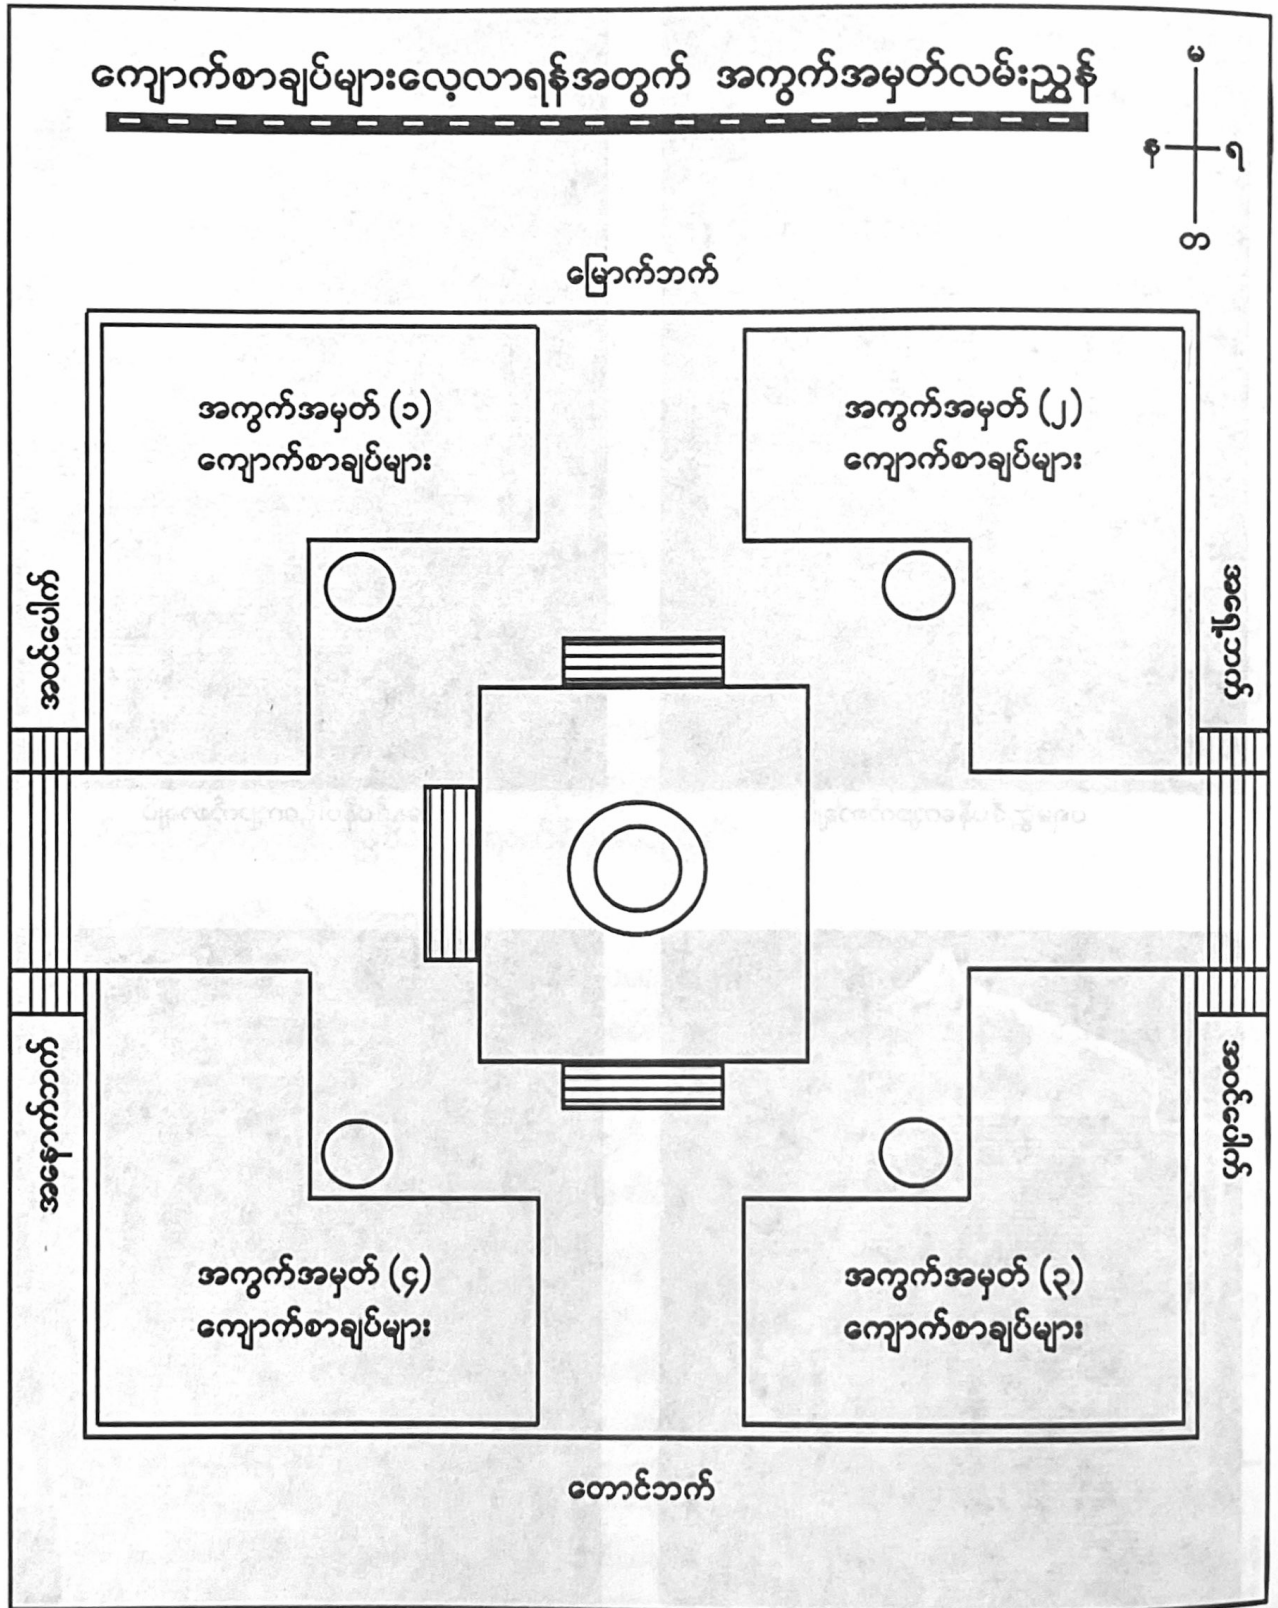 ကျောက်စာချပ်များလေ့လာရန်အတွက် အကွက်အမှတ်လမ်းညွှန်
မ
န
ရ
တ
မြောက်ဘက်
အကွက်အမှတ် (၁)
ကျောက်စာချပ်များ
အကွက်အမှတ် (၂)
ကျောက်စာချပ်များ
အဝင်ပေါက်
အရှေ့ဘက်
အနောက်ဘက်
အဝင်ပေါက်
အကွက်အမှတ် (၄)
ကျောက်စာချပ်များ
အကွက်အမှတ် (၃)
ကျောက်စာချပ်များ
တောင်ဘက်